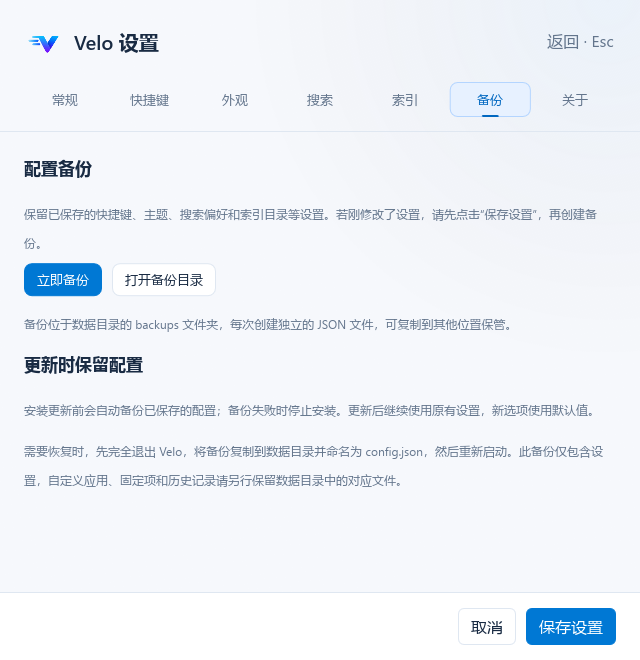 Velo 设置
返回 · Esc
常规 快捷键 外观 搜索 索引 备份 关于
配置备份
保留已保存的快捷键、主题、搜索偏好和索引目录等设置。若刚修改了设置，请先点击“保存设置”，再创建备
份。
立即备份 打开备份目录
备份位于数据目录的 backups 文件夹，每次创建独立的 JSON 文件，可复制到其他位置保管。
更新时保留配置
安装更新前会自动备份已保存的配置；备份失败时停止安装。更新后继续使用原有设置，新选项使用默认值。
需要恢复时，先完全退出 Velo，将备份复制到数据目录并命名为 config.json，然后重新启动。此备份仅包含设
置，自定义应用、固定项和历史记录请另行保留数据目录中的对应文件。
取消 保存设置